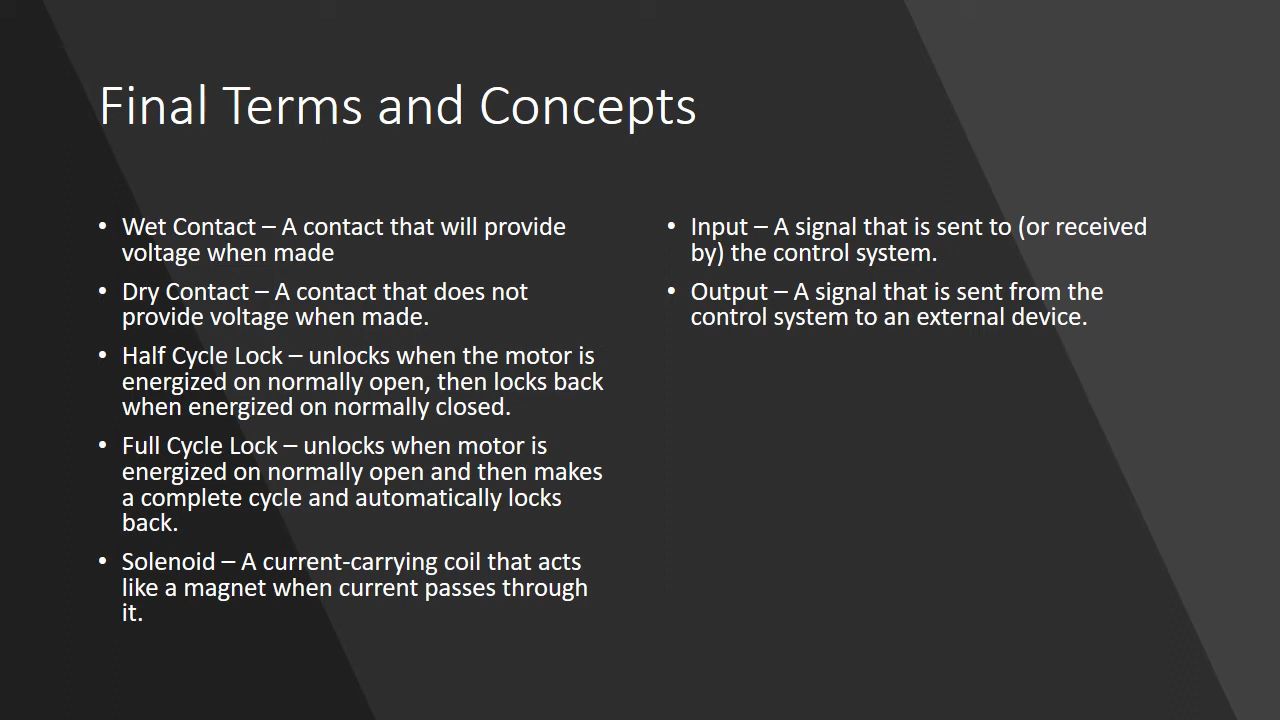 Final Terms and Concepts
• Wet Contact – A contact that will provide
voltage when made
• Dry Contact – A contact that does not
provide voltage when made.
• Half Cycle Lock – unlocks when the motor is
energized on normally open, then locks back
when energized on normally closed.
• Full Cycle Lock – unlocks when motor is
energized on normally open and then makes
a complete cycle and automatically locks
back.
• Solenoid – A current-carrying coil that acts
like a magnet when current passes through
it.
• Input – A signal that is sent to (or received
by) the control system.
• Output – A signal that is sent from the
control system to an external device.